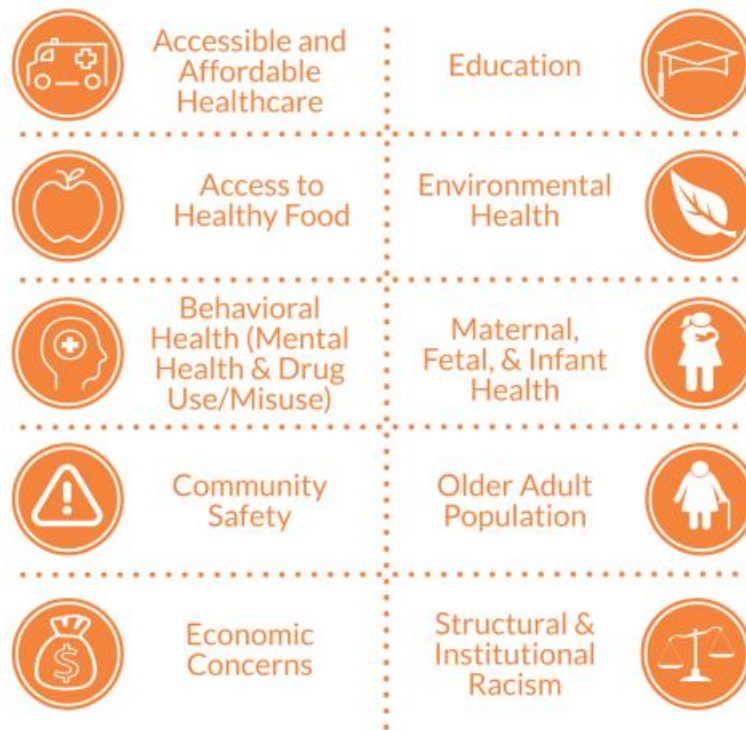 Accessible and
Affordable
Healthcare
Education
Access to
Healthy Food
Environmental
Health
Behavioral
Health (Mental
Health & Drug
Use/Misuse)
Maternal,
Fetal, & Infant
Health
Community
Safety
Older Adult
Population
$
Economic
Concerns
Structural &
Institutional
Racism